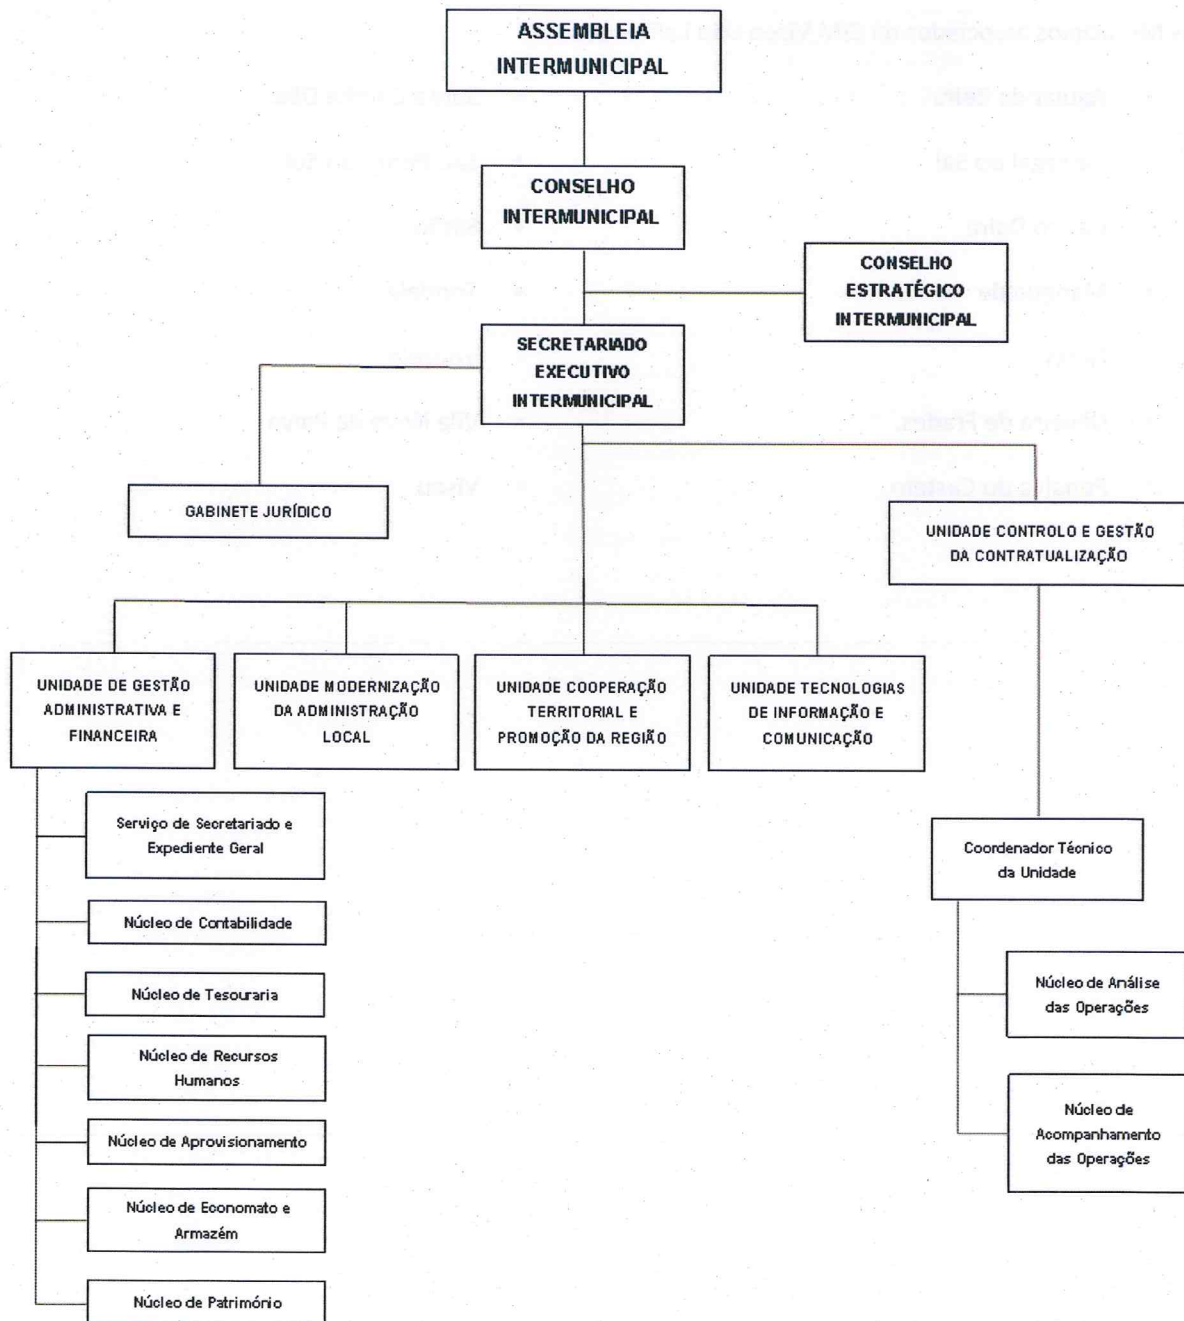 ASSEMBLEIA
INTERMUNICIPAL
CONSELHO
INTERMUNICIPAL
CONSELHO
ESTRATÉGICO
INTERMUNICIPAL
SECRETARIADO
EXECUTIVO
INTERMUNICIPAL
GABINETE JURÍDICO
UNIDADE CONTROLO E GESTÃO
DA CONTRATUALIZAÇÃO
UNIDADE DE GESTÃO
ADMINISTRATIVA E
FINANCEIRA
UNIDADE MODERNIZAÇÃO
DA ADMINISTRAÇÃO
LOCAL
UNIDADE COOPERAÇÃO
TERRITORIAL E
PROMOÇÃO DA REGIÃO
UNIDADE TECNOLOGIAS
DE INFORMAÇÃO E
COMUNICAÇÃO
Serviço de Secretariado e
Expediente Geral
Núcleo de Contabilidade
Núcleo de Tesouraria
Núcleo de Recursos
Humanos
Núcleo de Aprovisionamento
Núcleo de Economato e
Armazém
Núcleo de Património
Coordenador Técnico
da Unidade
Núcleo de Análise
das Operações
Núcleo de
Acompanhamento
das Operações